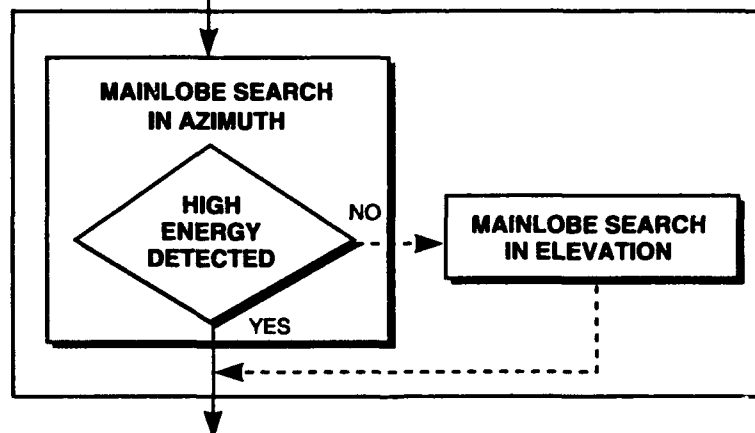 MAINLOBE SEARCH
IN AZIMUTH
HIGH
ENERGY
DETECTED
NO
MAINLOBE SEARCH
IN ELEVATION
YES